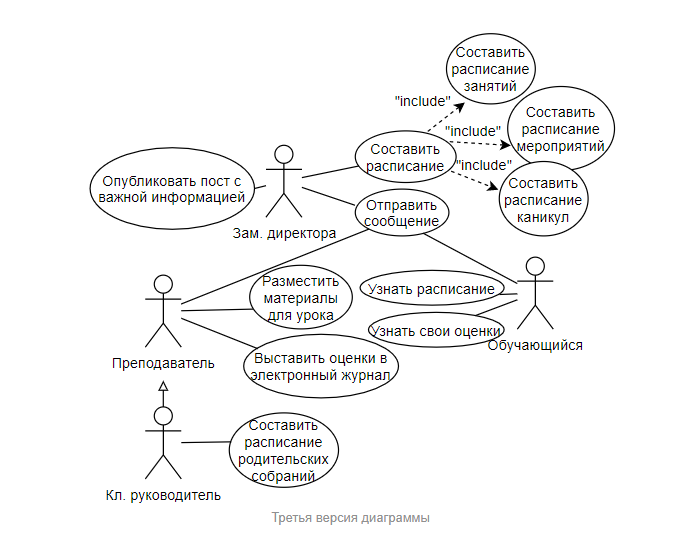 Составить
расписание
занятий
"include"
Составить
расписание
мероприятий
"include"
Составить
расписание
"include"
Составить
расписание
каникул
Опубликовать пост с
важной информацией
Зам. директора
Отправить
сообщение
Разместить
материалы
для урока
Узнать расписание
Узнать свои оценки
Обучающийся
Преподаватель
Выставить оценки в
электронный журнал
Составить
расписание
родительских
собраний
Кл. руководитель
Третья версия диаграммы